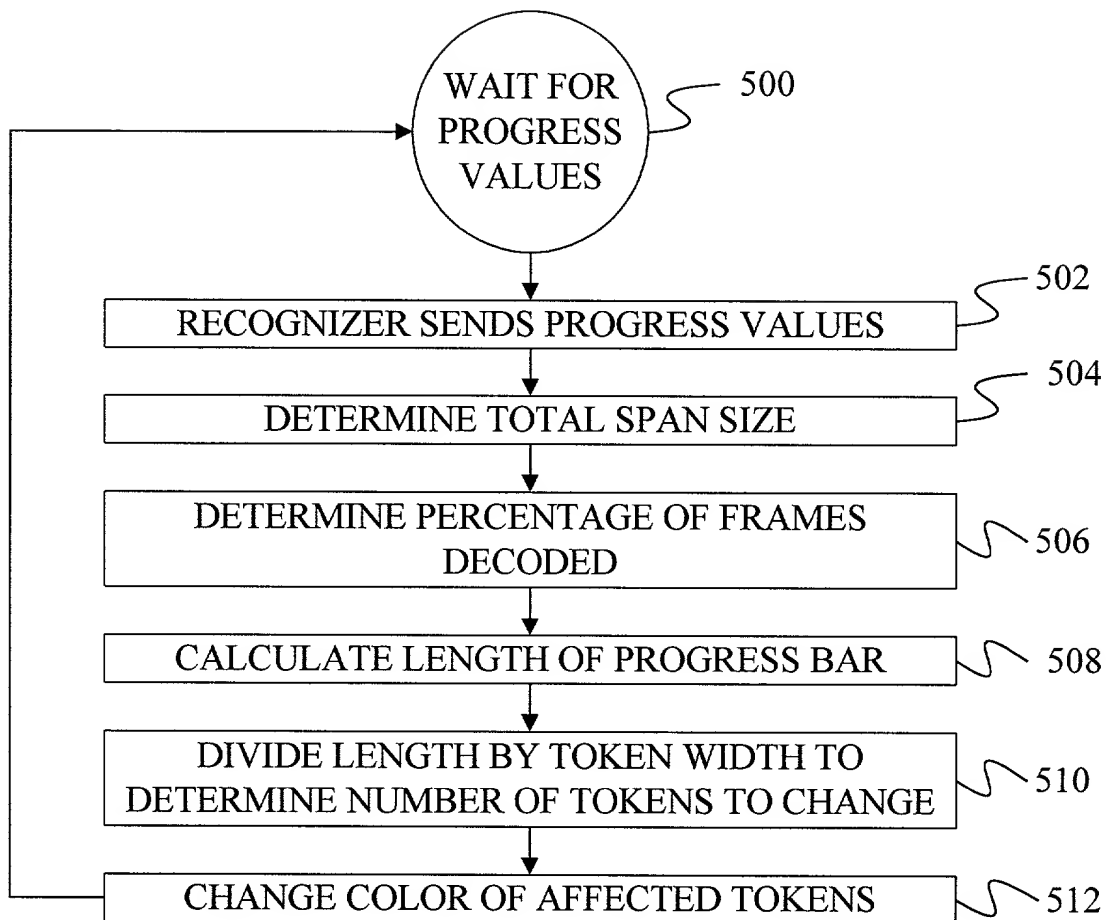 WAIT FOR
PROGRESS
VALUES
500
RECOGNIZER SENDS PROGRESS VALUES
502
DETERMINE TOTAL SPAN SIZE
504
DETERMINE PERCENTAGE OF FRAMES
DECODED
506
CALCULATE LENGTH OF PROGRESS BAR
508
DIVIDE LENGTH BY TOKEN WIDTH TO
DETERMINE NUMBER OF TOKENS TO CHANGE
510
CHANGE COLOR OF AFFECTED TOKENS
512